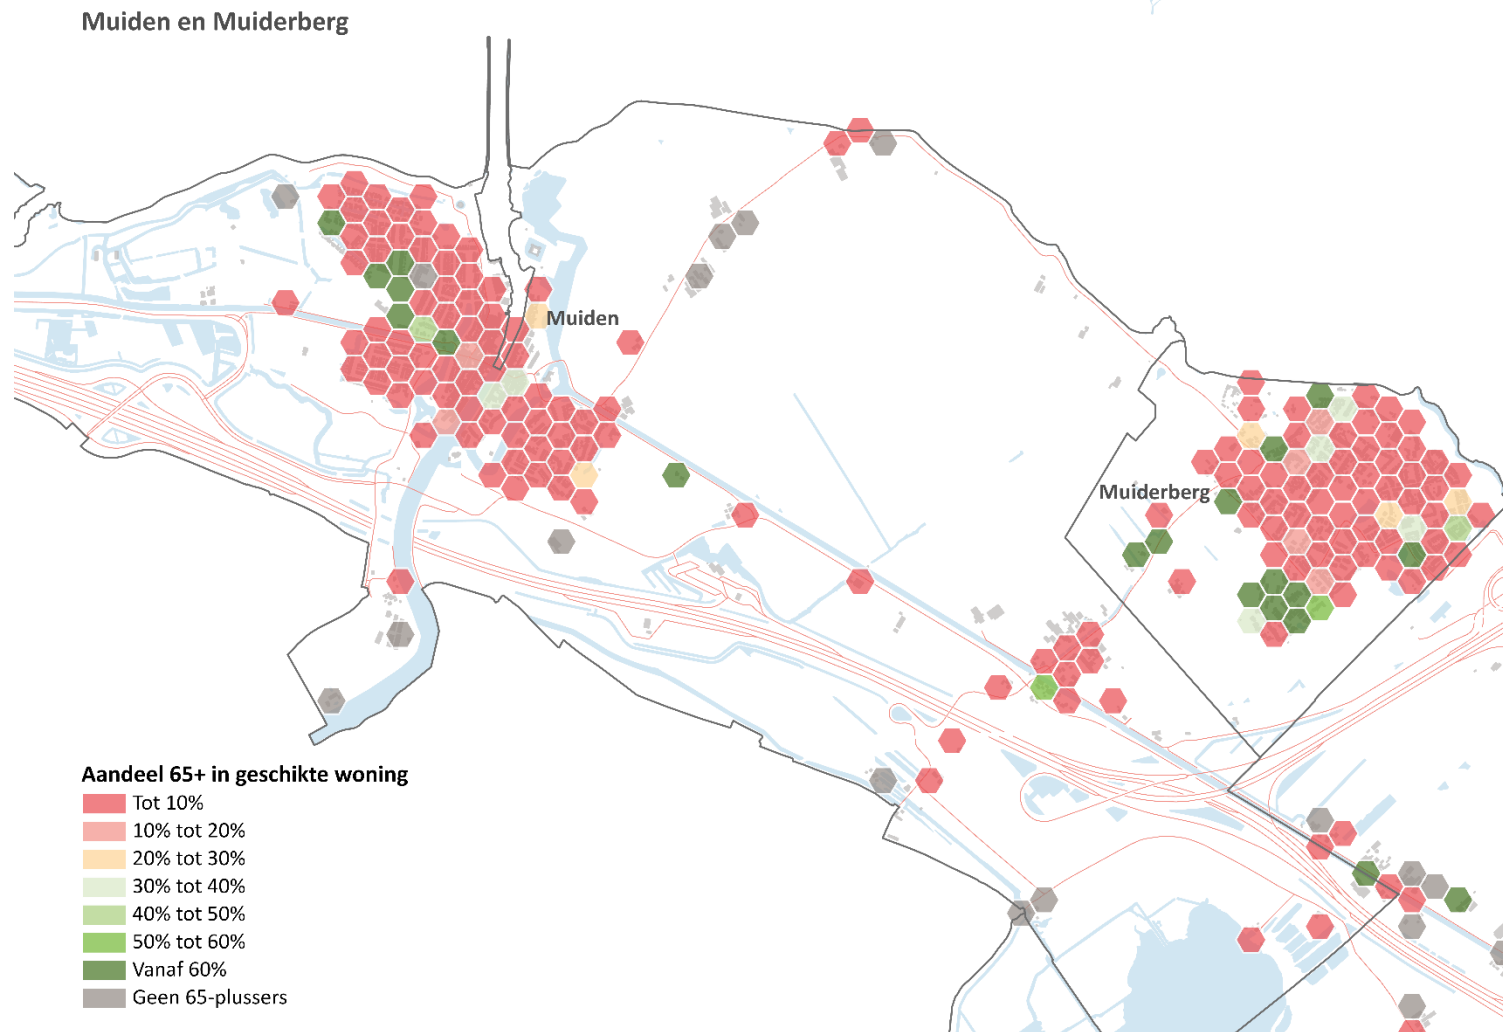 Muiden en Muiderberg
Muiden
Muiderberg
Aandeel 65+ in geschikte woning
Tot 10%
10% tot 20%
20% tot 30%
30% tot 40%
40% tot 50%
50% tot 60%
Vanaf 60%
Geen 65-plussers